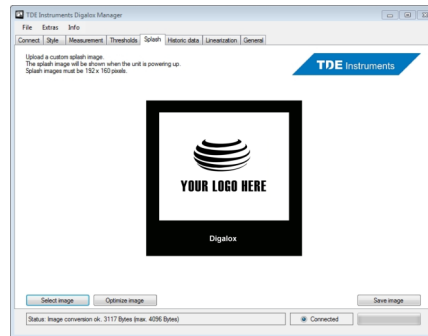 TDE Instruments Digalox Manager
File Extras Info
Connect Style Measurement Thresholds Splash Historic data Linearization General
Upload a custom splash image.
The splash image will be shown when the unit is powering up.
Splash images must be 192 x 160 pixels.
TDE Instruments
YOUR LOGO HERE
Digalox
Select image Optimize image Save image
Status: Image conversion ok. 3117 Bytes (max. 4096 Bytes) Connected